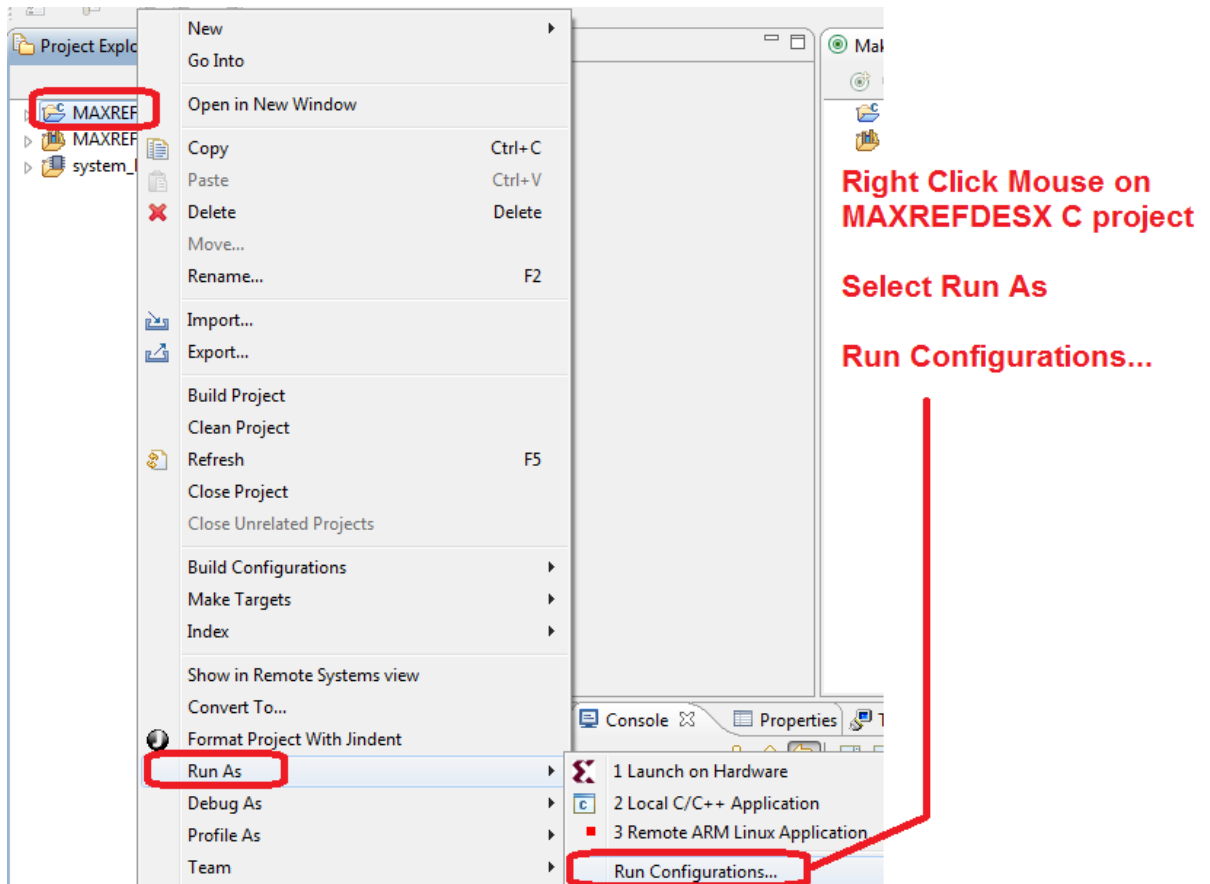 Project Explo
MAXREF
MAXREF
system_
New
Go Into
Open in New Window
Copy Ctrl+C
Paste Ctrl+V
Delete Delete
Move...
Rename... F2
Import...
Export...
Build Project
Clean Project
Refresh F5
Close Project
Close Unrelated Projects
Build Configurations
Make Targets
Index
Show in Remote Systems view
Convert To...
Format Project With Jindent
Run As
Debug As
Profile As
Team
1 Launch on Hardware
2 Local C/C++ Application
3 Remote ARM Linux Application
Run Configurations...
Console
Properties
T
Mak
Right Click Mouse on
MAXREFDESX C project
Select Run As
Run Configurations...